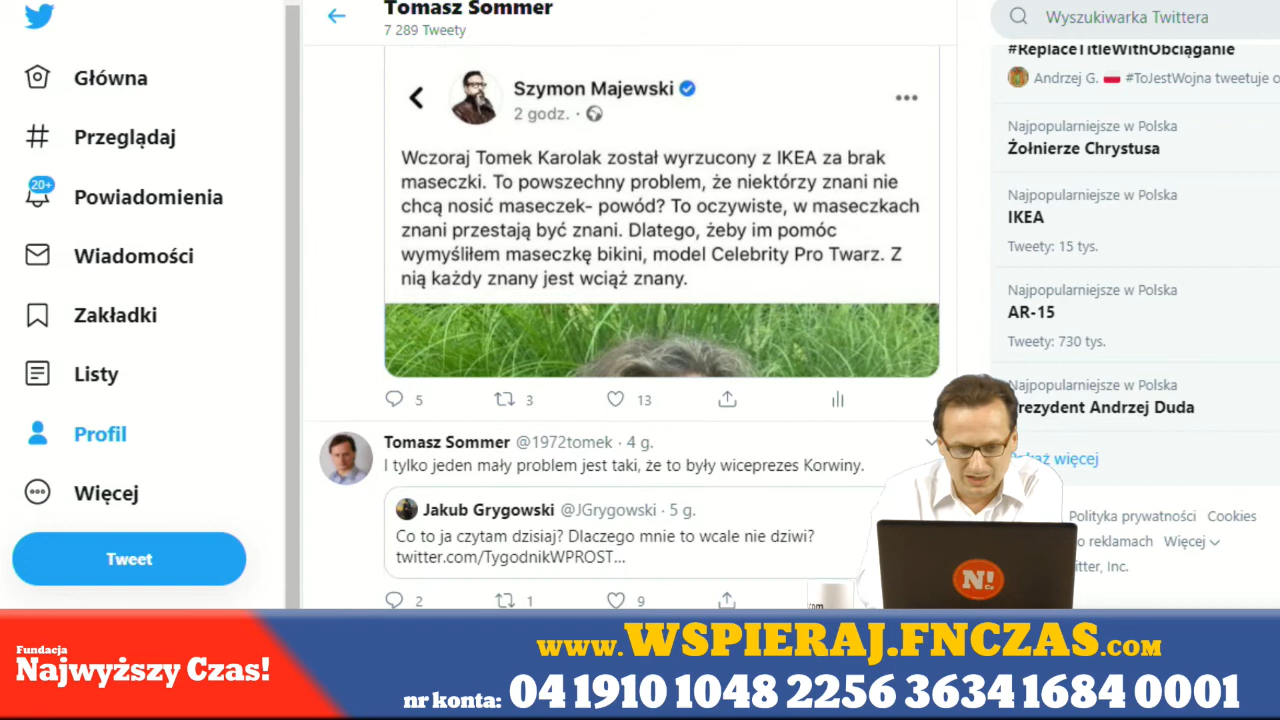 Tomasz Sommer
7 289 Tweety
Wyszukiwarka Twittera
Główna
Przeglądaj
20+
Powiadomienia
Wiadomości
Zakładki
Listy
Profil
Więcej
Tweet
Szymon Majewski
2 godz. ·
Wczoraj Tomek Karolak został wyrzucony z IKEA za brak
maseczki. To powszechny problem, że niektórzy znani nie
chcą nosić maseczek- powód? To oczywiste, w maseczkach
znani przestają być znani. Dlatego, żeby im pomóc
wymyśliłem maseczkę bikini, model Celebrity Pro Twarz. Z
nią każdy znany jest wciąż znany.
5 3 13
Tomasz Sommer @1972tomek · 4 g.
I tylko jeden mały problem jest taki, że to były wiceprezes Korwiny.
Jakub Grygowski @JGrygowski · 5 g.
Co to ja czytam dzisiaj? Dlaczego mnie to wcale nie dziwi?
twitter.com/TygodnikWPROST...
2 1 9
#ReplaceTitleWithObciąganie
Andrzej G. #ToJestWojna tweetuje o
Najpopularniejsze w Polska
Żołnierze Chrystusa
Najpopularniejsze w Polska
IKEA
Tweety: 15 tys.
Najpopularniejsze w Polska
AR-15
Tweety: 730 tys.
Najpopularniejsze w Polska
Prezydent Andrzej Duda
więcej
Polityka prywatności Cookies
o reklamach Więcej
Inc.
N!
Cz
.com
Fundacja
Najwyższy Czas!
www.WSPIERAJ.FNCZAS.com
nr konta: 04 1910 1048 2256 3634 1684 0001